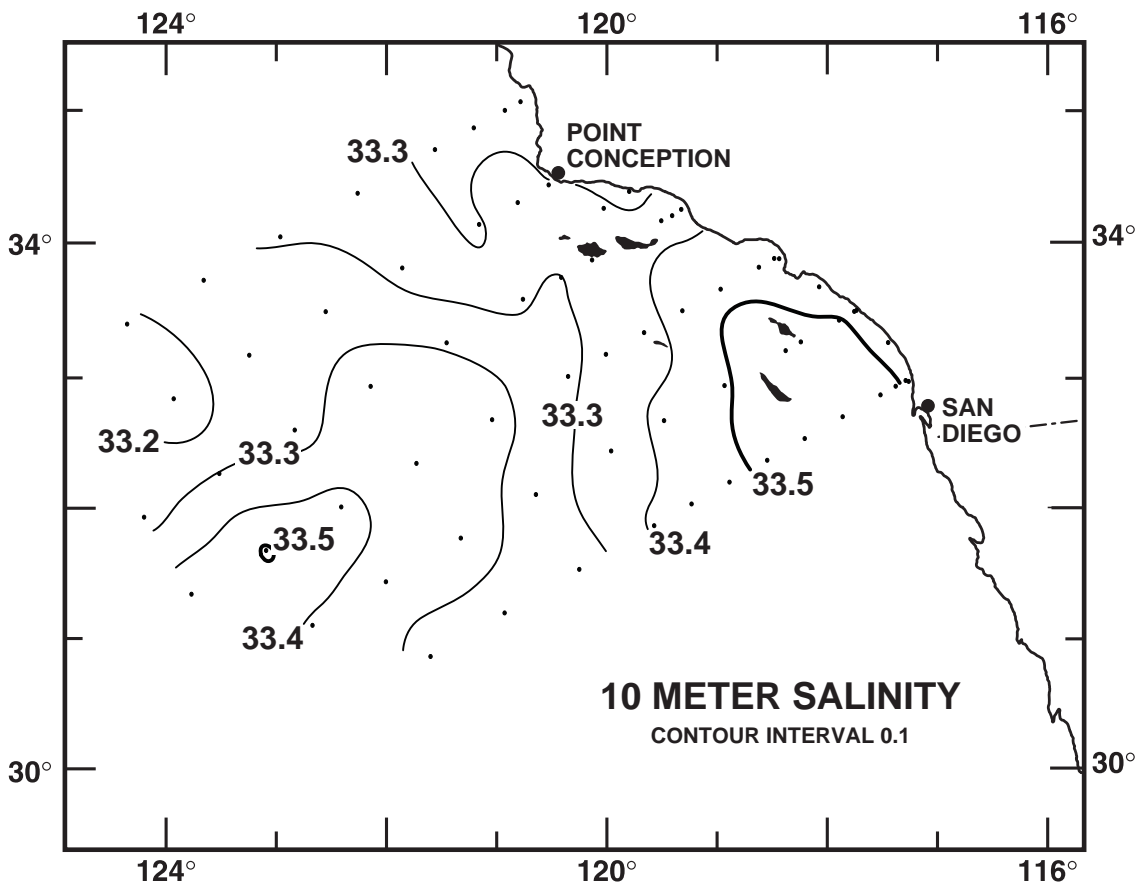 124° 120° 116°
POINT
CONCEPTION
33.3
34° 34°
33.2
33.3
33.3
SAN
DIEGO
33.5
33.5
33.4
33.4
10 METER SALINITY
CONTOUR INTERVAL 0.1
30° 30°
124° 120° 116°